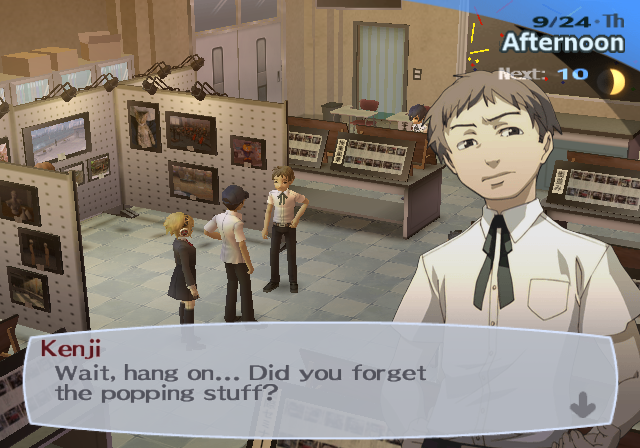 9/24・Th
Afternoon
Next: 10
Kenji
Wait, hang on... Did you forget
the popping stuff?